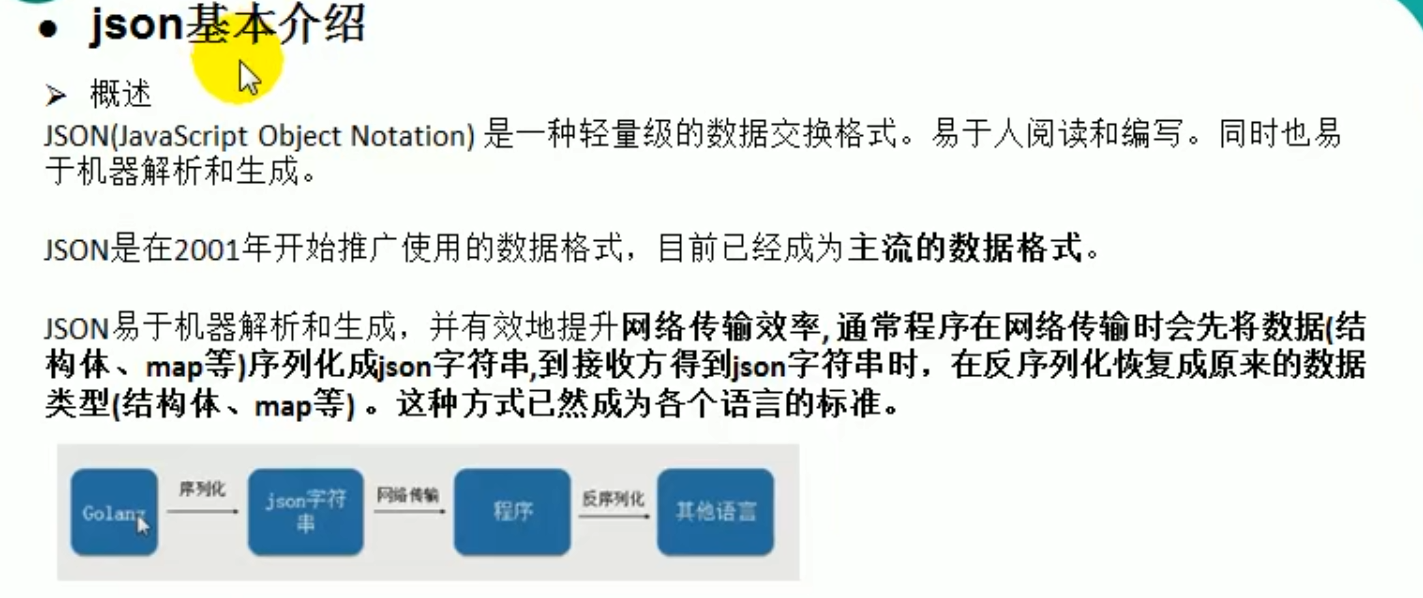 json基本介绍
概述
JSON(JavaScript Object Notation) 是一种轻量级的数据交换格式。易于人阅读和编写。同时也易
于机器解析和生成。
JSON是在2001年开始推广使用的数据格式，目前已经成为主流的数据格式。
JSON易于机器解析和生成，并有效地提升网络传输效率,通常程序在网络传输时会先将数据(结
构体、map等)序列化成json字符串,到接收方得到json字符串时，在反序列化恢复成原来的数据
类型(结构体、map等) 。这种方式已然成为各个语言的标准。
Golang
序列化
json字符
串
网络传输
程序
反序列化
其他语言